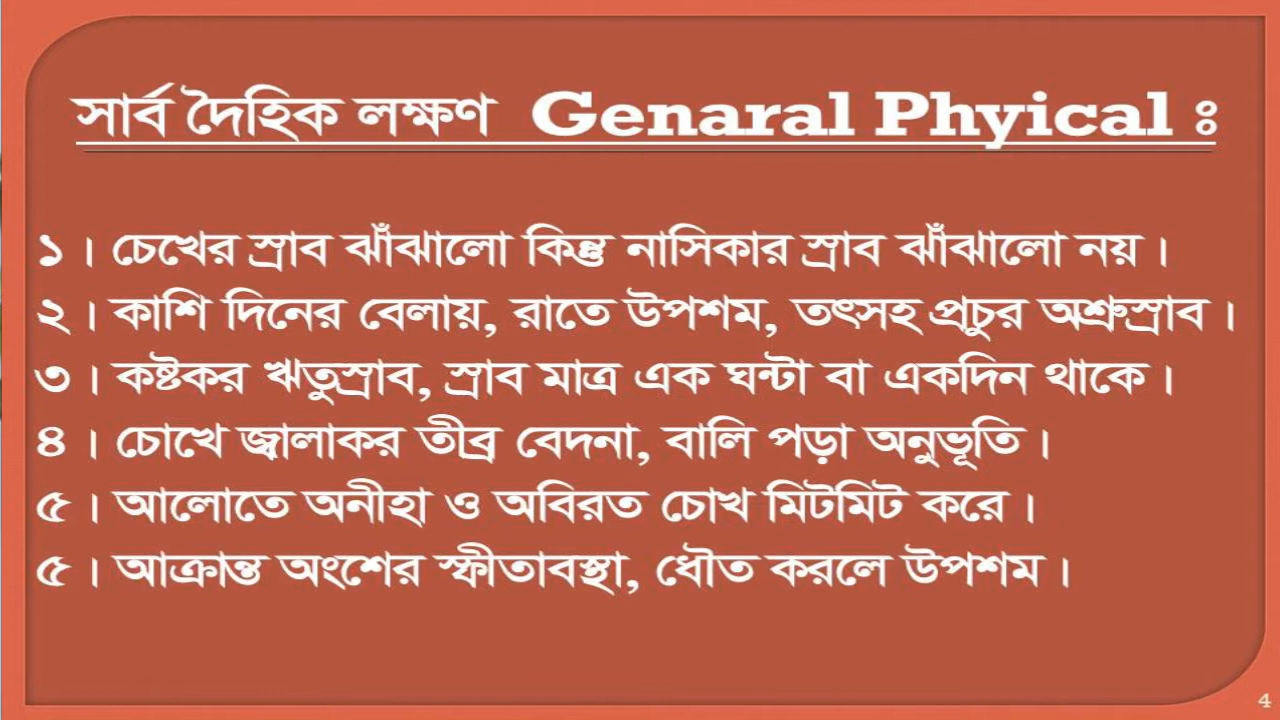 সার্ব দৈহিক লক্ষণ Genaral Phyical ঃ
১ । চেখের স্রাব ঝাঁঝালো কিন্তু নাসিকার স্রাব ঝাঁঝালো নয় ।
২ । কাশি দিনের বেলায়, রাতে উপশম, তৎসহ প্রচুর অশ্রুস্রাব ।
৩ । কষ্টকর ঋতুস্রাব, স্রাব মাত্র এক ঘন্টা বা একদিন থাকে ।
৪ । চোখে জ্বালাকর তীব্র বেদনা, বালি পড়া অনুভূতি ।
৫ । আলোতে অনীহা ও অবিরত চোখ মিটমিট করে ।
৫ । আক্রান্ত অংশের স্ফীতাবস্থা, ধৌত করলে উপশম ।
4